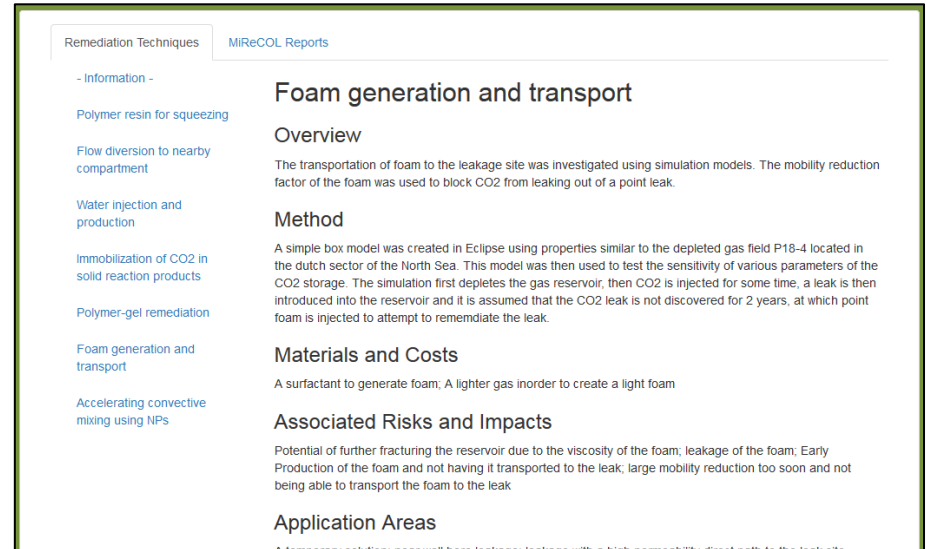 Remediation Techniques
MiReCOL Reports
- Information -
Polymer resin for squeezing
Flow diversion to nearby
compartment
Water injection and
production
Immobilization of CO2 in
solid reaction products
Polymer-gel remediation
Foam generation and
transport
Accelerating convective
mixing using NPs
Foam generation and transport
Overview
The transportation of foam to the leakage site was investigated using simulation models. The mobility reduction
factor of the foam was used to block CO2 from leaking out of a point leak.
Method
A simple box model was created in Eclipse using properties similar to the depleted gas field P18-4 located in
the dutch sector of the North Sea. This model was then used to test the sensitivity of various parameters of the
CO2 storage. The simulation first depletes the gas reservoir, then CO2 is injected for some time, a leak is then
introduced into the reservoir and it is assumed that the CO2 leak is not discovered for 2 years, at which point
foam is injected to attempt to rememdiate the leak.
Materials and Costs
A surfactant to generate foam; A lighter gas inorder to create a light foam
Associated Risks and Impacts
Potential of further fracturing the reservoir due to the viscosity of the foam; leakage of the foam; Early
Production of the foam and not having it transported to the leak; large mobility reduction too soon and not
being able to transport the foam to the leak
Application Areas